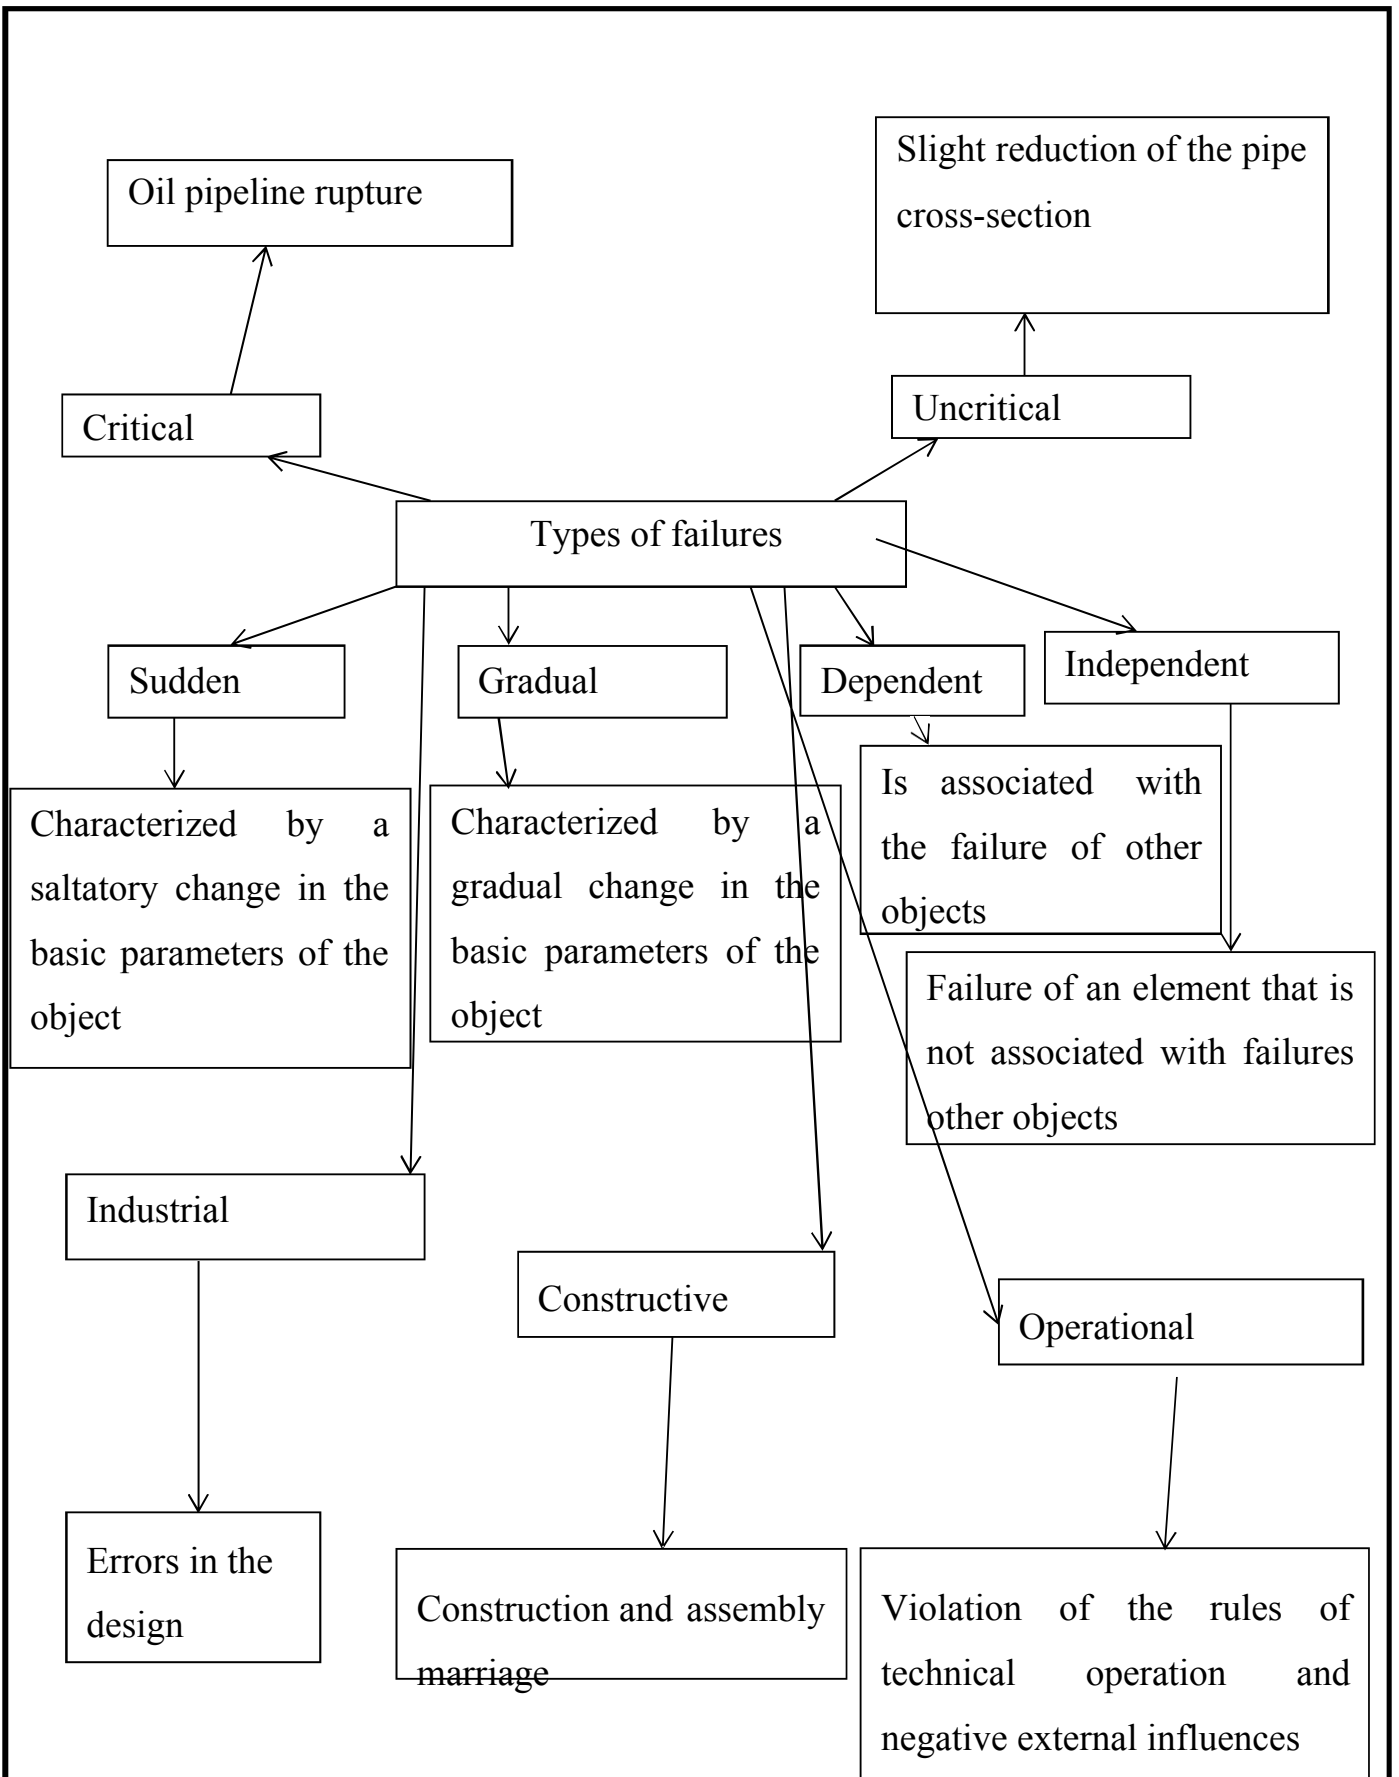 Oil pipeline rupture
Slight reduction of the pipe
cross-section
Critical
Uncritical
Types of failures
Sudden
Gradual
Dependent
Independent
Characterized by a
saltatory change in the
basic parameters of the
object
Characterized by a
gradual change in the
basic parameters of the
object
Is associated with
the failure of other
objects
Failure of an element that is
not associated with failures
other objects
Industrial
Constructive
Operational
Errors in the
design
Construction and assembly
marriage
Violation of the rules of
technical operation and
negative external influences